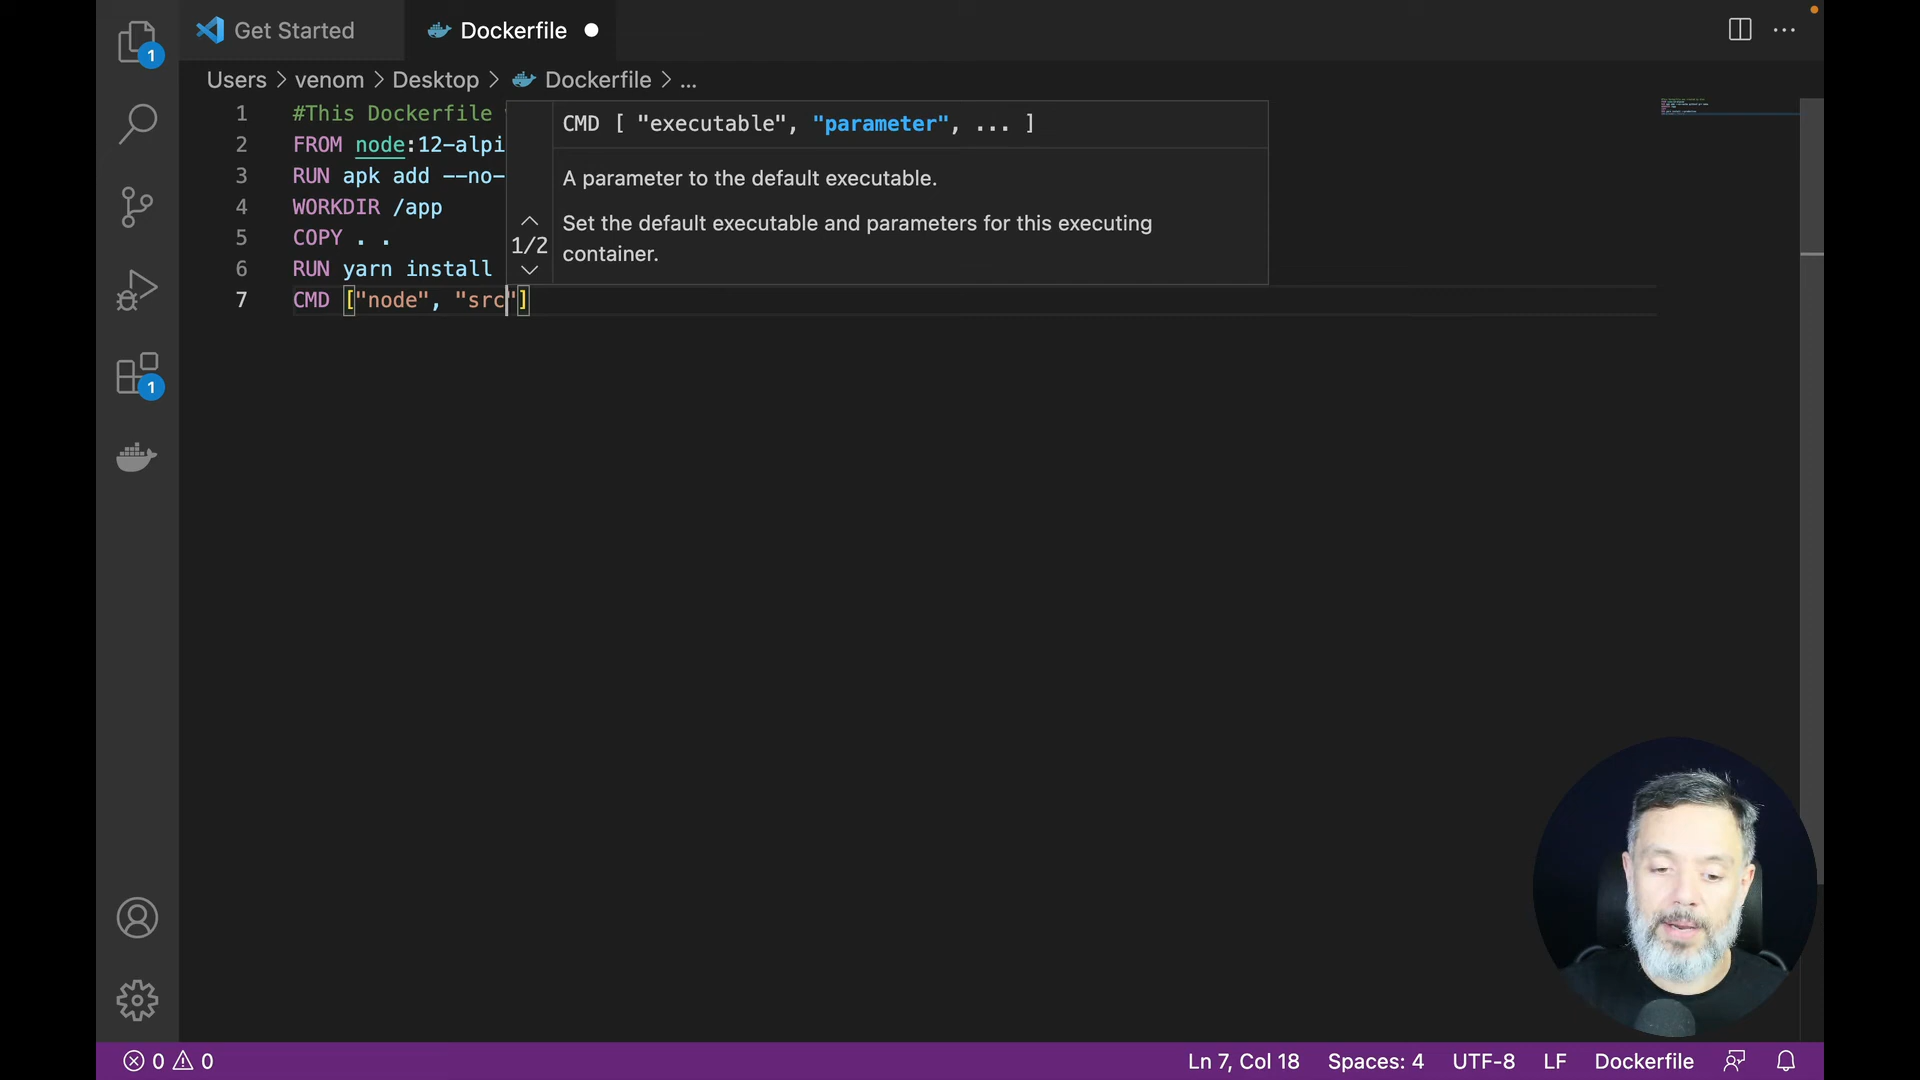 Get Started
Dockerfile
Users > venom > Desktop > Dockerfile > ...
1 #This Dockerfile
2 FROM node:12-alpi
3 RUN apk add --no-
4 WORKDIR /app
5 COPY . .
6 RUN yarn install
7 CMD ["node", "src"]
CMD [ "executable", "parameter", ... ]
A parameter to the default executable.
1/2
Set the default executable and parameters for this executing
container.
1
1
0 0
Ln 7, Col 18 Spaces: 4 UTF-8 LF Dockerfile